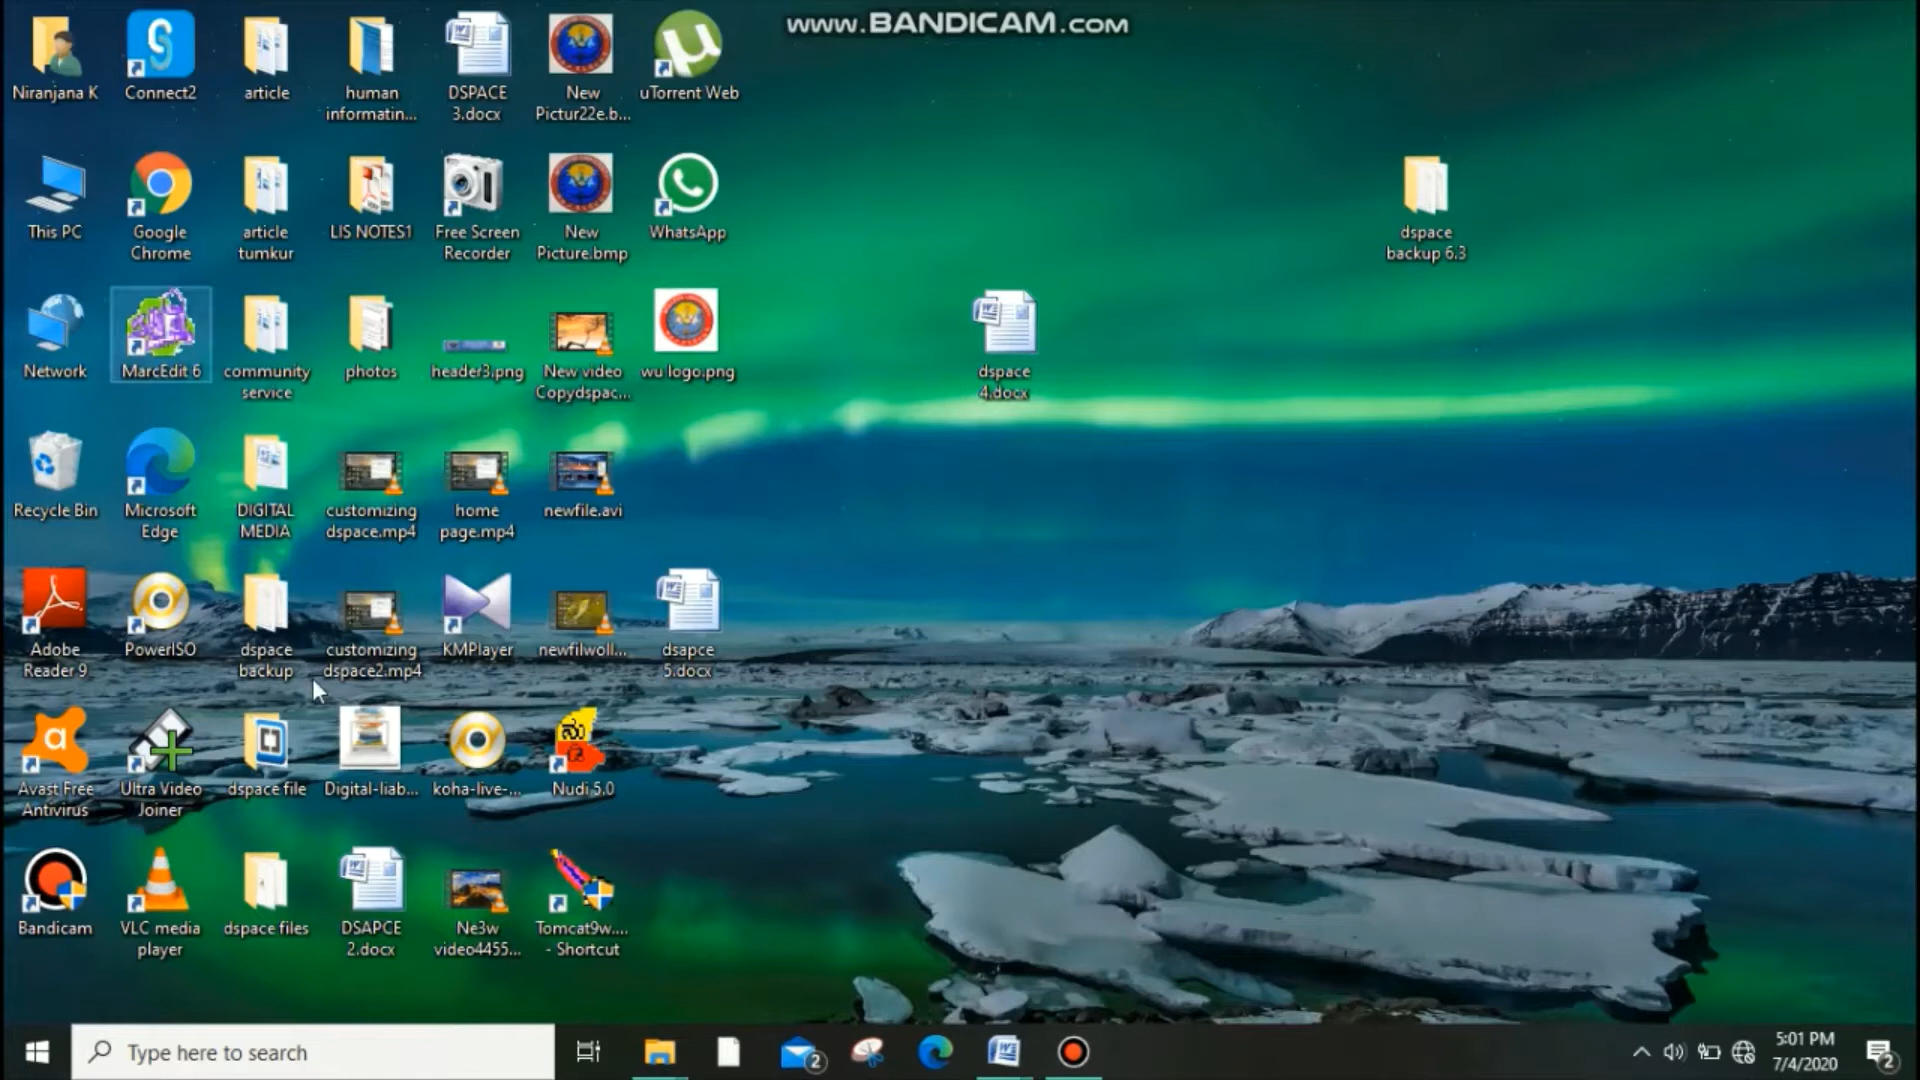 www.BANDICAM.com
Niranjana K
Connect2
article
human
informatin...
DSPACE
3.docx
New
Pictur22e.b...
uTorrent Web
This PC
Google
Chrome
article
tumkur
LIS NOTES1
Free Screen
Recorder
New
Picture.bmp
WhatsApp
dspace
backup 6.3
Network
MarcEdit 6
community
service
photos
header3.png
New video
Copydspac...
wu logo.png
dspace
4.docx
Recycle Bin
Microsoft
Edge
DIGITAL
MEDIA
customizing
dspace.mp4
home
page.mp4
newfile.avi
Adobe
Reader 9
PowerISO
dspace
backup
customizing
dspace2.mp4
KMPlayer
newfilwoll...
dsapce
5.docx
Avast Free
Antivirus
Ultra Video
Joiner
dspace file
Digital-liab...
koha-live-...
Nudi 5.0
Bandicam
VLC media
player
dspace files
DSAPCE
2.docx
Ne3w
video4455...
Tomcat9w....
- Shortcut
Type here to search
2
5:01 PM
7/4/2020
2